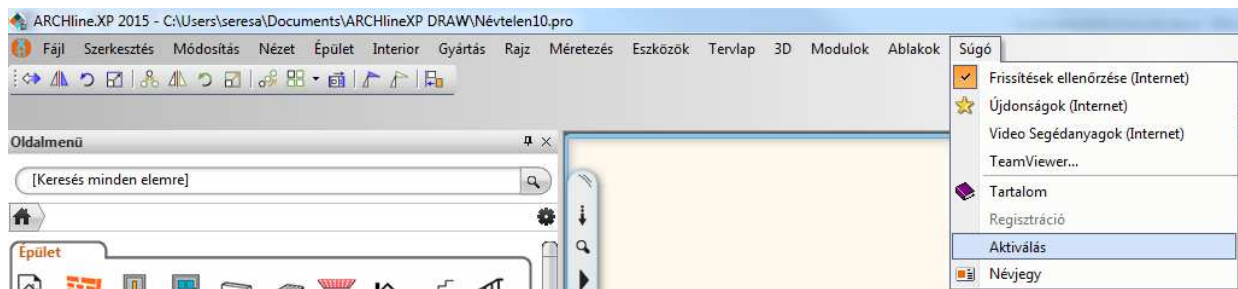 ARCHline.XP 2015 - C:\Users\seresa\Documents\ARCHlineXP DRAW\Névtelen10.pro
Fájl Szerkesztés Módosítás Nézet Épület Interior Gyártás Rajz Méretezés Eszközök Tervlap 3D Modulok Ablakok Súgó
Frissítések ellenőrzése (Internet)
Újdonságok (Internet)
Video Segédanyagok (Internet)
TeamViewer...
Tartalom
Regisztráció
Aktiválás
Névjegy
Oldalmenü
[Keresés minden elemre]
Épület